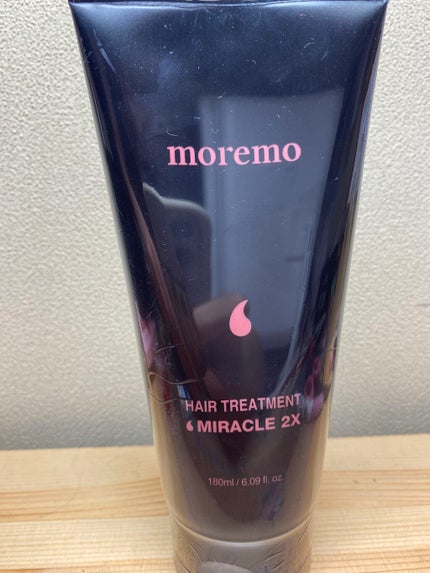 moremo
HAIR TREATMENT
MIRACLE 2X
180ml / 6.09 fl. oz.